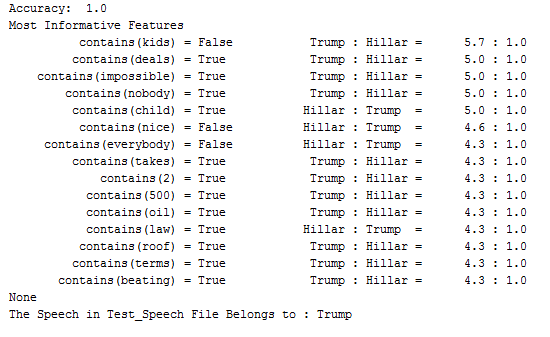 Accuracy:  1.0
Most Informative Features
          contains(kids) = False           Trump : Hillar =      5.7 : 1.0
         contains(deals) = True            Trump : Hillar =      5.0 : 1.0
    contains(impossible) = True            Trump : Hillar =      5.0 : 1.0
        contains(nobody) = True            Trump : Hillar =      5.0 : 1.0
         contains(child) = True           Hillar : Trump  =      5.0 : 1.0
          contains(nice) = False          Hillar : Trump  =      4.6 : 1.0
     contains(everybody) = False          Hillar : Trump  =      4.3 : 1.0
         contains(takes) = True            Trump : Hillar =      4.3 : 1.0
             contains(2) = True            Trump : Hillar =      4.3 : 1.0
           contains(500) = True            Trump : Hillar =      4.3 : 1.0
           contains(oil) = True            Trump : Hillar =      4.3 : 1.0
           contains(law) = True           Hillar : Trump  =      4.3 : 1.0
          contains(roof) = True            Trump : Hillar =      4.3 : 1.0
         contains(terms) = True            Trump : Hillar =      4.3 : 1.0
       contains(beating) = True            Trump : Hillar =      4.3 : 1.0
None
The Speech in Test_Speech File Belongs to : Trump